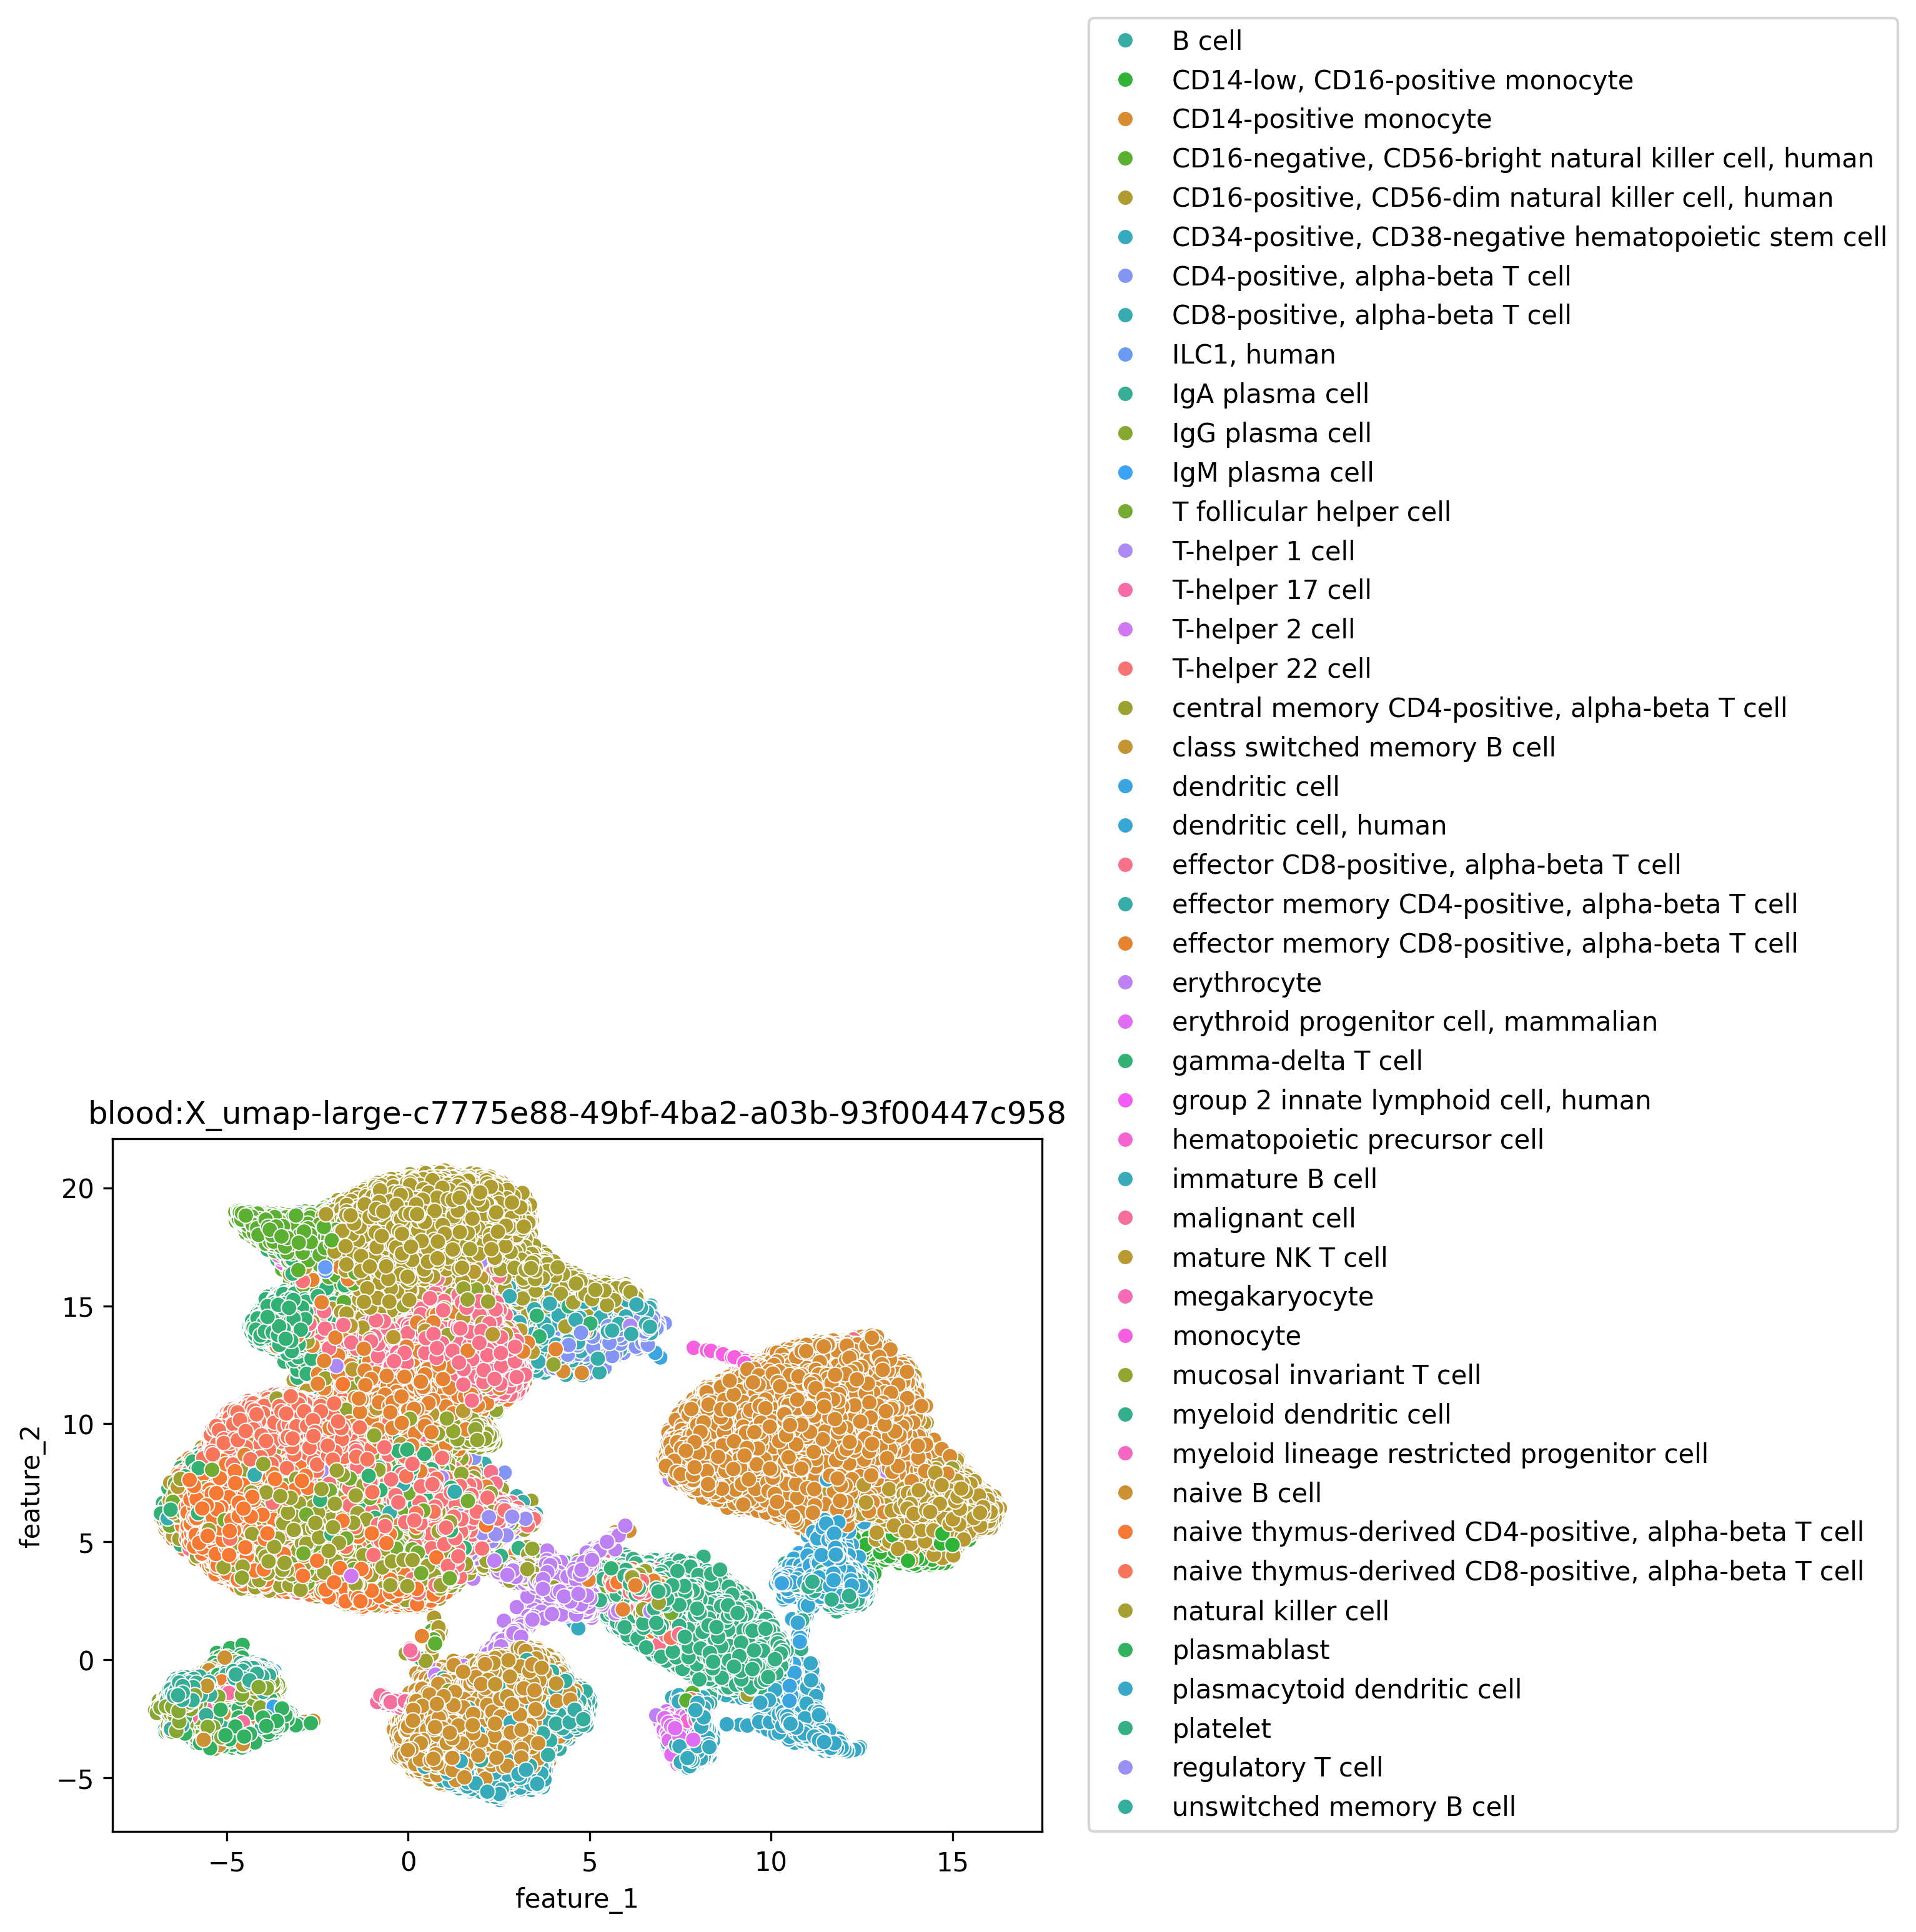 B cell
CD14-low, CD16-positive monocyte
CD14-positive monocyte
CD16-negative, CD56-bright natural killer cell, human
CD16-positive, CD56-dim natural killer cell, human
CD34-positive, CD38-negative hematopoietic stem cell
CD4-positive, alpha-beta T cell
CD8-positive, alpha-beta T cell
ILC1, human
IgA plasma cell
IgG plasma cell
IgM plasma cell
T follicular helper cell
T-helper 1 cell
T-helper 17 cell
T-helper 2 cell
T-helper 22 cell
central memory CD4-positive, alpha-beta T cell
class switched memory B cell
dendritic cell
dendritic cell, human
effector CD8-positive, alpha-beta T cell
effector memory CD4-positive, alpha-beta T cell
effector memory CD8-positive, alpha-beta T cell
erythrocyte
erythroid progenitor cell, mammalian
gamma-delta T cell
group 2 innate lymphoid cell, human
hematopoietic precursor cell
immature B cell
malignant cell
mature NK T cell
megakaryocyte
monocyte
mucosal invariant T cell
myeloid dendritic cell
myeloid lineage restricted progenitor cell
naive B cell
naive thymus-derived CD4-positive, alpha-beta T cell
naive thymus-derived CD8-positive, alpha-beta T cell
natural killer cell
plasmablast
plasmacytoid dendritic cell
platelet
regulatory T cell
unswitched memory B cell
blood:X_umap-large-c7775e88-49bf-4ba2-a03b-93f00447c958
20
15
10
5
0
−5
feature_2
−5
0
5
10
15
feature_1